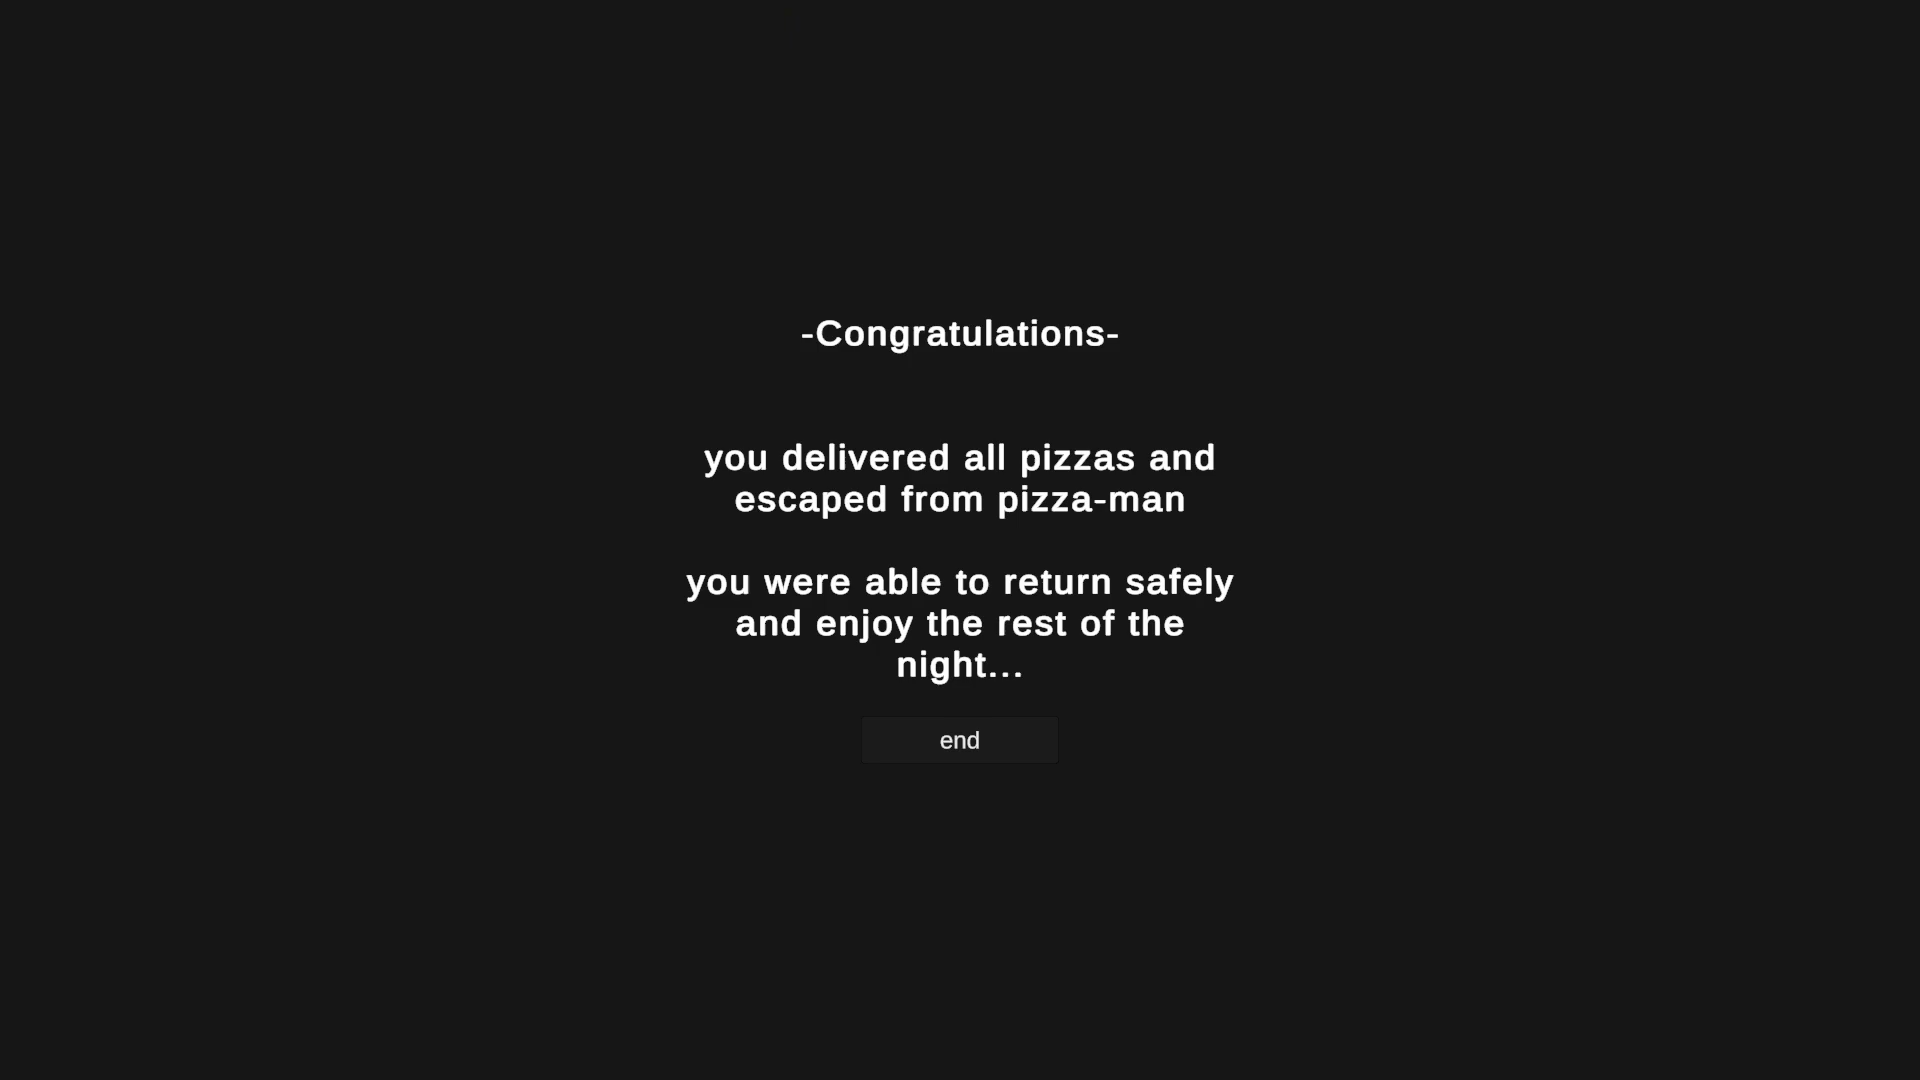 -Congratulations-
you delivered all pizzas and
escaped from pizza-man
you were able to return safely
and enjoy the rest of the
night...
end